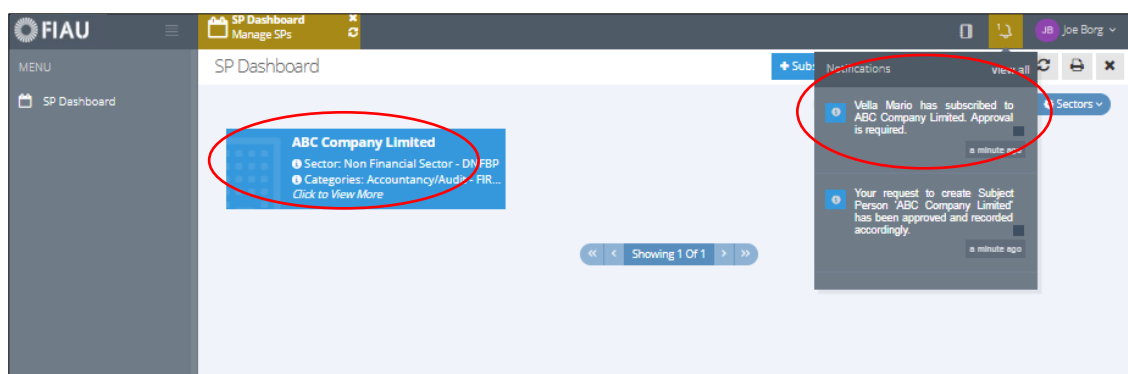 FIAU
SP Dashboard
Manage SPs
1
JB Joe Borg
MENU
SP Dashboard
SP Dashboard
+ Subs
Notifications
View all
Sectors
Vella Mario has subscribed to
ABC Company Limited. Approval
is required.
a minute ago
ABC Company Limited
Sector: Non Financial Sector - DNFBP
Categories: Accountancy/Audit - FIR...
Click to View More
Your request to create Subject
Person 'ABC Company Limited'
has been approved and recorded
accordingly.
a minute ago
« < Showing 1 Of 1 > »